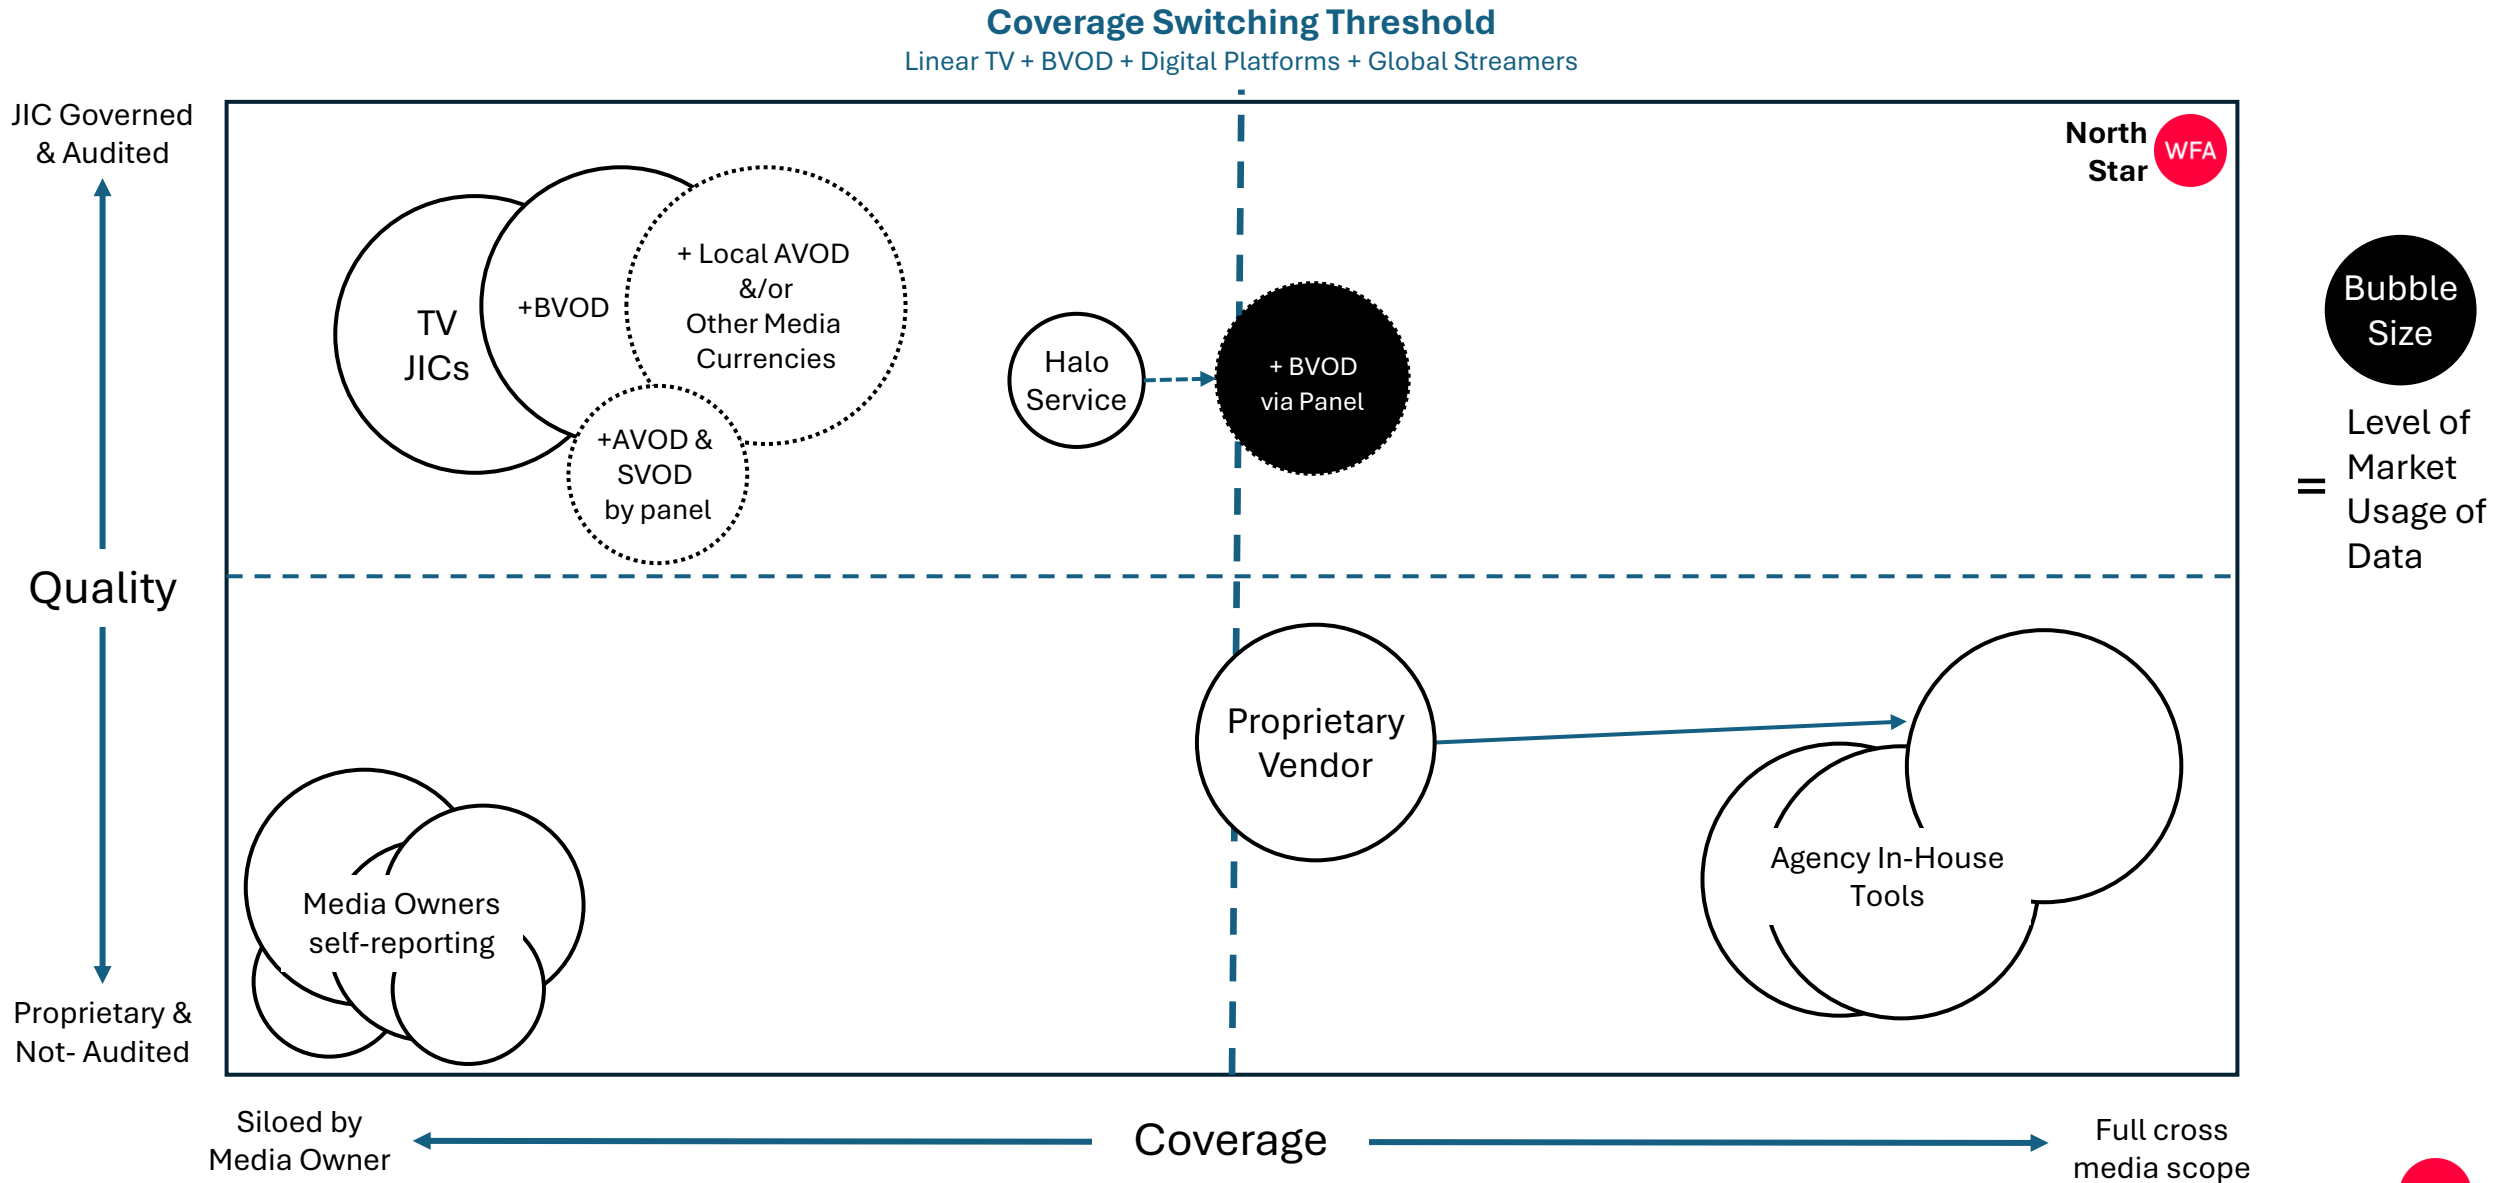 Coverage Switching Threshold
Linear TV + BVOD + Digital Platforms + Global Streamers
JIC Governed
& Audited
North
Star
WFA
TV
JICs
+BVOD
+ Local AVOD
&/or
Other Media
Currencies
+AVOD &
SVOD
by panel
Halo
Service
+ BVOD
via Panel
Bubble
Size
=
Level of
Market
Usage of
Data
Quality
Proprietary
Vendor
Agency In-House
Tools
Media Owners
self-reporting
Proprietary &
Not- Audited
Siloed by
Media Owner
Coverage
Full cross
media scope